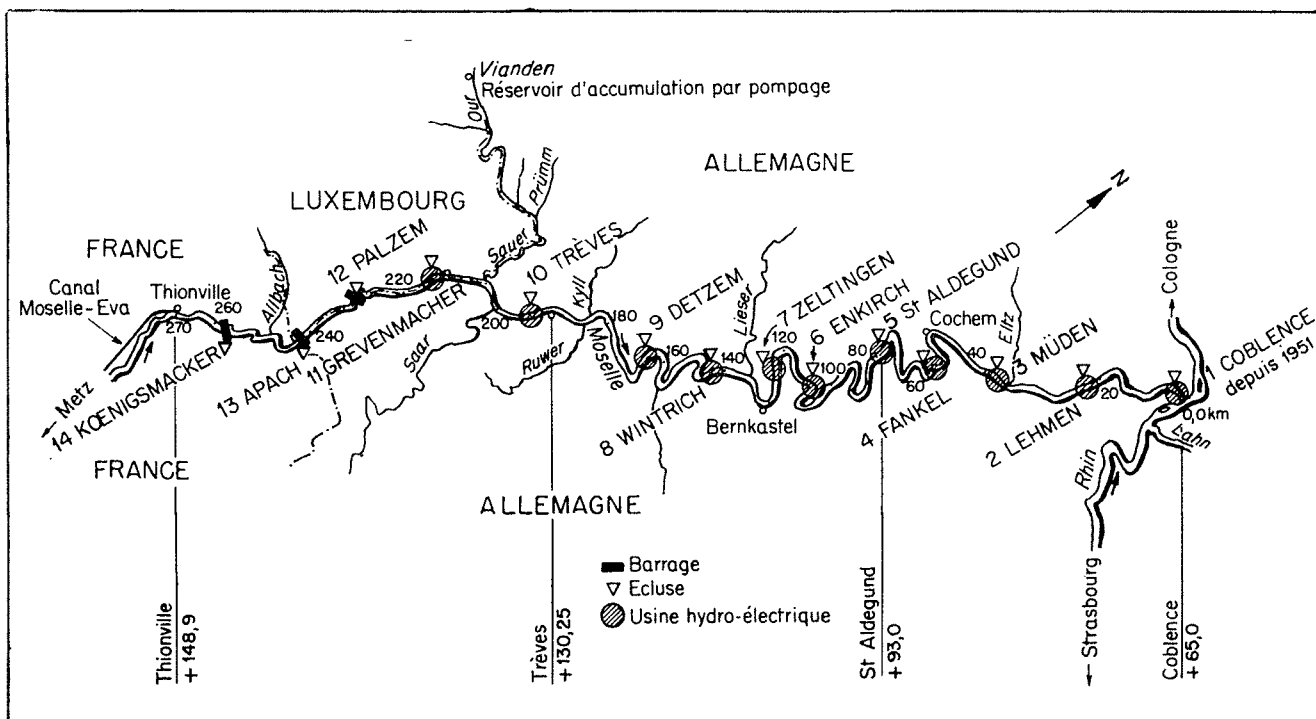 Vianden
Réservoir d'accumulation par pompage
Our
Prümm
Sauer
ALLEMAGNE
N
LUXEMBOURG
FRANCE
Canal
Moselle-Eva
Thionville
270
260
Metz
14 KŒNIGSMACKER
FRANCE
13 APACH
240
12 PALZEM
220
11 GREVENMACHER
Saar
200
10 TRÈVES
Ruwer
Kyll
Moselle
180
9 DETZEM
160
8 WINTRICH
140
Lieser
Bernkastel
7 ZELTINGEN
120
6 ENKIRCH
100
5 St ALDEGUND
80
60
4 FANKEL
Cochem
40
Eltz
3 MÜDEN
2 LEHMEN
20
Cologne
1 COBLENCE
depuis 1951
0,0 km
Lahn
Rhin
Strasbourg
ALLEMAGNE
Barrage
Ecluse
Usine hydro-électrique
Thionville
+ 148,9
Trèves
+ 130,25
St Aldegund
+ 93,0
Coblence
+ 65,0